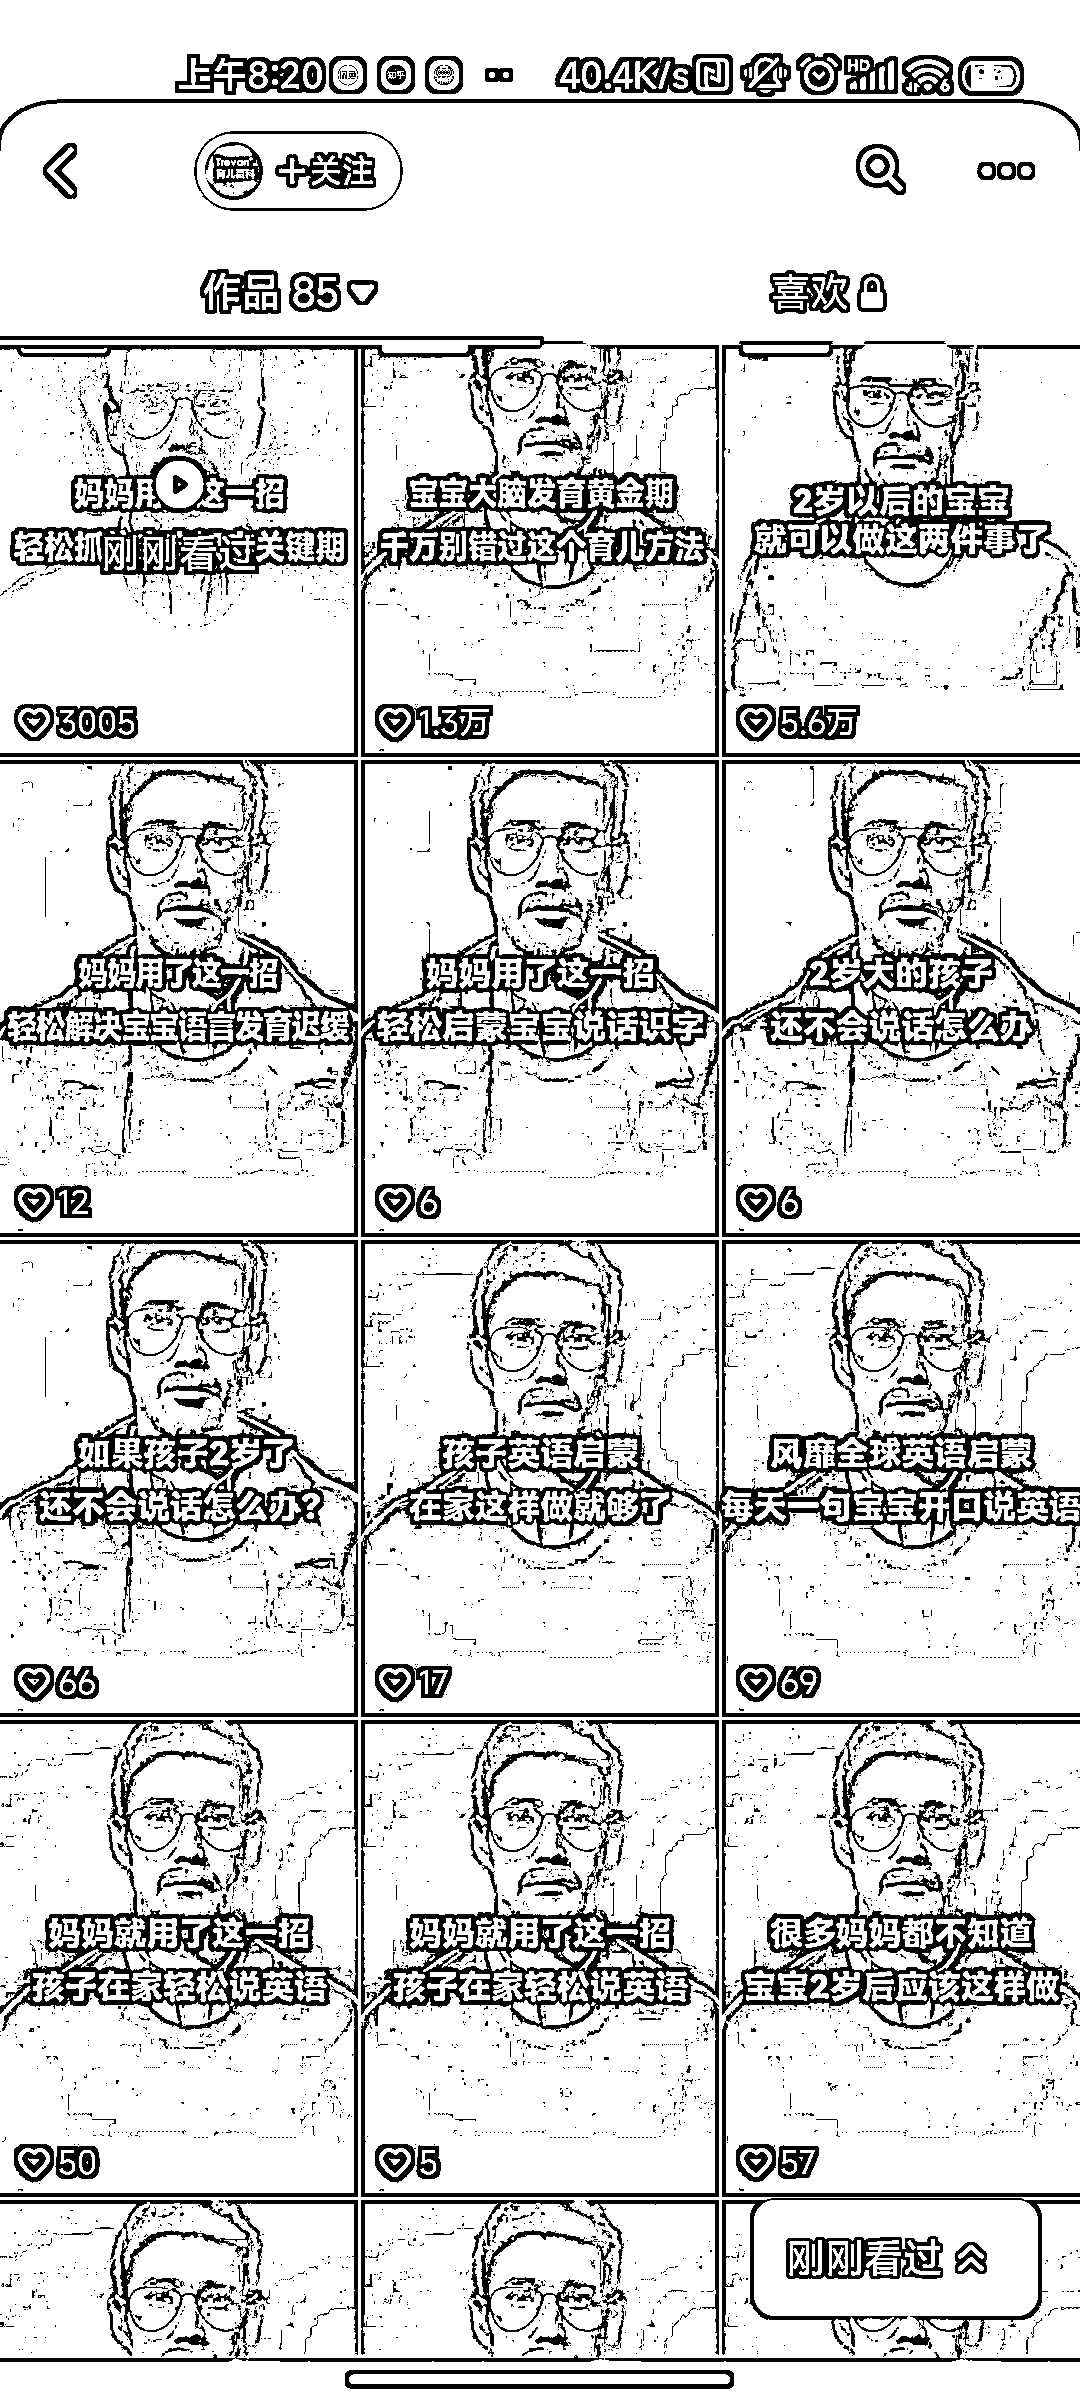 上午8:20
40.4K/s
HD
+关注
作品 85
喜欢
妈妈用 这一招
轻松抓 关键期
刚刚看过
宝宝大脑发育黄金期
千万别错过这个育儿方法
2岁以后的宝宝
就可以做这两件事了
3005
1.3万
5.6万
妈妈用了这一招
轻松解决宝宝语言发育迟缓
妈妈用了这一招
轻松启蒙宝宝说话识字
2岁大的孩子
还不会说话怎么办
12
6
6
如果孩子2岁了
还不会说话怎么办?
孩子英语启蒙
在家这样做就够了
风靡全球英语启蒙
每天一句宝宝开口说英语
66
17
69
妈妈就用了这一招
孩子在家轻松说英语
妈妈就用了这一招
孩子在家轻松说英语
很多妈妈都不知道
宝宝2岁后应该这样做
50
5
57
刚刚看过